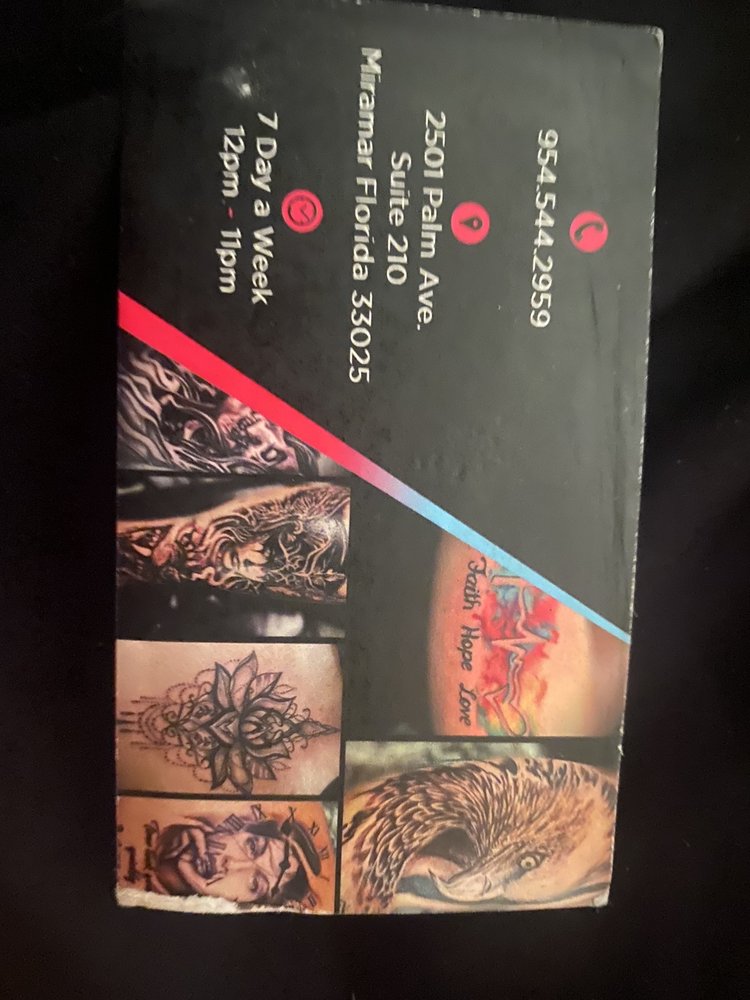 954.544.2959
2501 Palm Ave.
Suite 210
Miramar Florida 33025
7 Day a Week
12pm - 11pm
Faith Hope Love